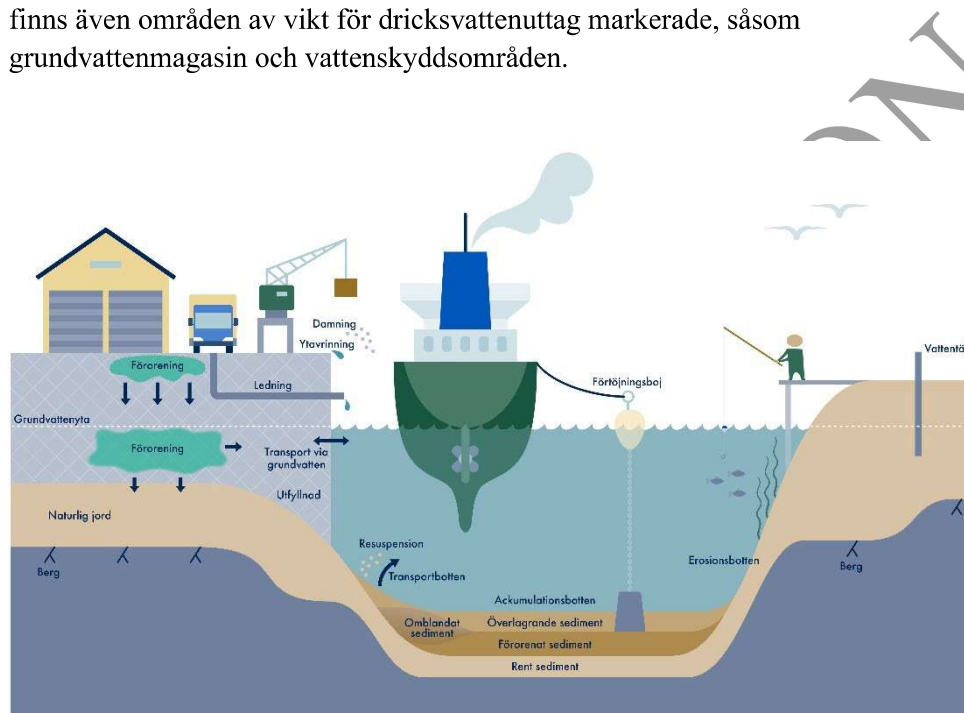 finns även områden av vikt för dricksvattenuttag markerade, såsom
grundvattenmagasin och vattenskyddsområden.
Damning
Ytavrinning
Förorening
Ledning
Förtöjningsboj
Grundvattenyta
Förorening
Transport via
grundvatten
Utfyllnad
Naturlig jord
Berg
Resuspension
Transportbotten
Erosionsbotten
Berg
Ackumulationsbotten
Omblandat
sediment
Överlagrande sediment
Förorenat sediment
Rent sediment